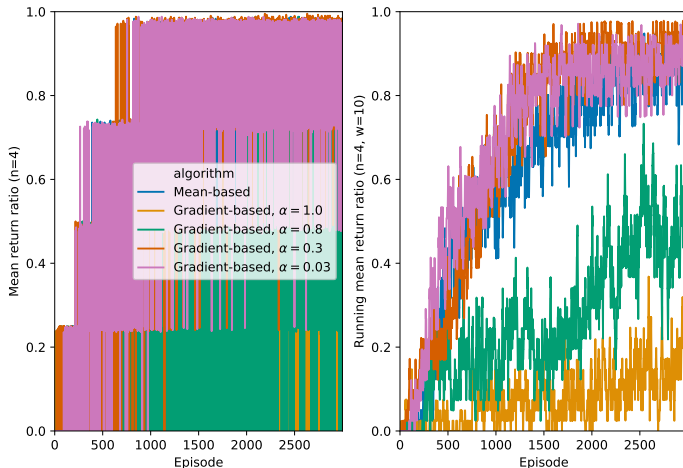 1.0
0.8
0.6
0.4
0.2
0.0
Mean return ratio (n=4)
0
500
1000
1500
2000
2500
Episode
algorithm
Mean-based
Gradient-based, α = 1.0
Gradient-based, α = 0.8
Gradient-based, α = 0.3
Gradient-based, α = 0.03
1.0
0.8
0.6
0.4
0.2
0.0
Running mean return ratio (n=4, w=10)
0
500
1000
1500
2000
2500
Episode